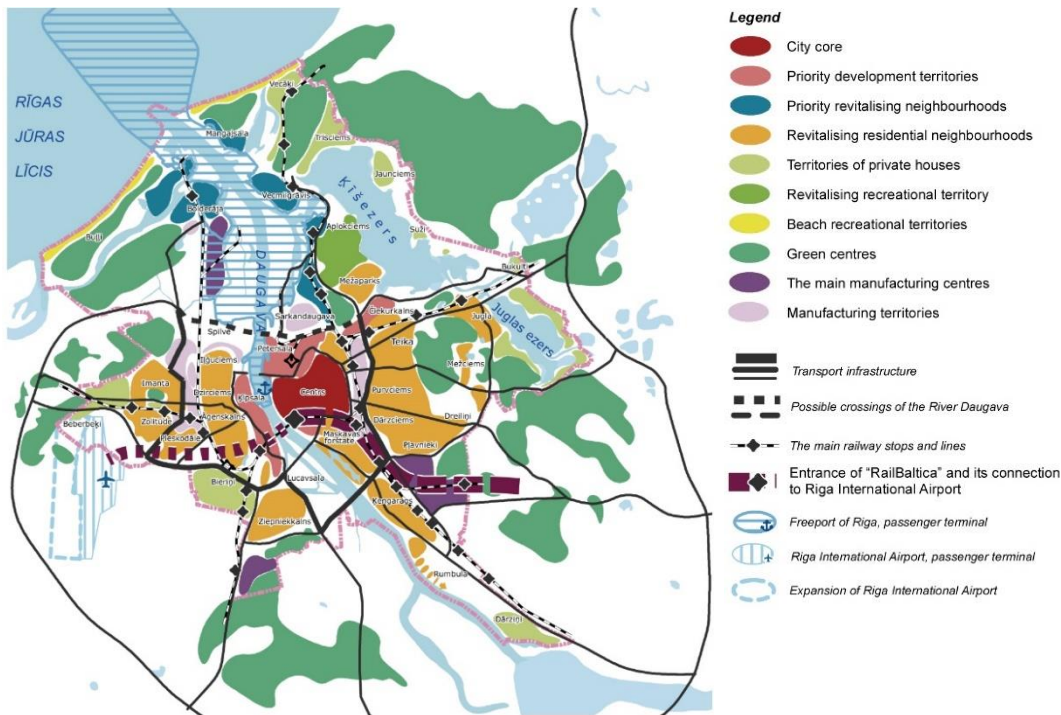 RĪGAS
JŪRAS
LĪCIS
Vecāķi
Mangaļsala
Trīsciems
Jaunciems
Vecmīlgrāvis
Bolderāja
Ķīšezers
Aplokciems
Suži
Buļļi
DAUGAVA
Mežaparks
Bukulti
Sarkandaugava
Čiekurkalns
Juglas ezers
Jugla
Spilve
Pētersala
Teika
Iļģuciems
Mežciems
Imanta
Dzirciems
Ķīpsala
Centrs
Purvciems
Zolitūde
Āgenskalns
Dārzciems
Dreiliņi
Beberbeķi
Pleskodāle
Maskavas
forštate
Pļavnieki
Bieriņi
Lucavsala
Ķengarags
Ziepniekkalns
Rumbula
Dārziņi
Legend
City core
Priority development territories
Priority revitalising neighbourhoods
Revitalising residential neighbourhoods
Territories of private houses
Revitalising recreational territory
Beach recreational territories
Green centres
The main manufacturing centres
Manufacturing territories
Transport infrastructure
Possible crossings of the River Daugava
The main railway stops and lines
Entrance of “RailBaltica” and its connection
to Riga International Airport
Freeport of Riga, passenger terminal
Riga International Airport, passenger terminal
Expansion of Riga International Airport